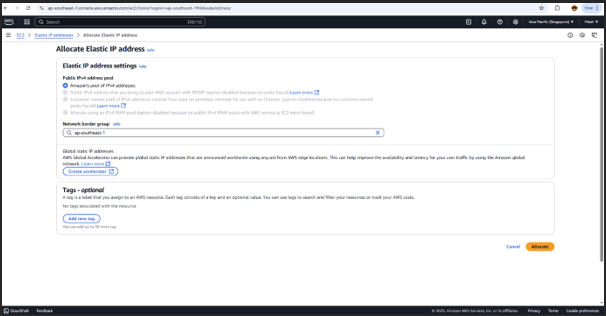 ap-southeast-1.console.aws.amazon.com/ec2/home?region=ap-southeast-1#AllocateAddress:
aws
Search
[Alt+S]
Asia Pacific (Singapore)
EC2 > Elastic IP addresses > Allocate Elastic IP address
Allocate Elastic IP address Info
Elastic IP address settings Info
Public IPv4 address pool
Amazon's pool of IPv4 addresses
Public IPv4 address that you bring to your AWS account with BYOIP (option disabled because no pools found) Learn more
Customer-owned pool of IPv4 addresses created from your on-premises network for use with an Outpost. (option disabled because no customer owned
pools found) Learn more
Allocate using an IPv4 IPAM pool (option disabled because no public IPv4 IPAM pools with AWS service as EC2 were found)
Network border group Info
ap-southeast-1
Global static IP addresses
AWS Global Accelerator can provide global static IP addresses that are announced worldwide using anycast from AWS edge locations. This can help improve the availability and latency for your user traffic by using the Amazon global
network. Learn more
Create accelerator
Tags - optional
A tag is a label that you assign to an AWS resource. Each tag consists of a key and an optional value. You can use tags to search and filter your resources or track your AWS costs.
No tags associated with the resource.
Add new tag
You can add up to 50 more tag
Cancel
Allocate
CloudShell
Feedback
© 2025, Amazon Web Services, Inc. or its affiliates.
Privacy
Terms
Cookie preferences